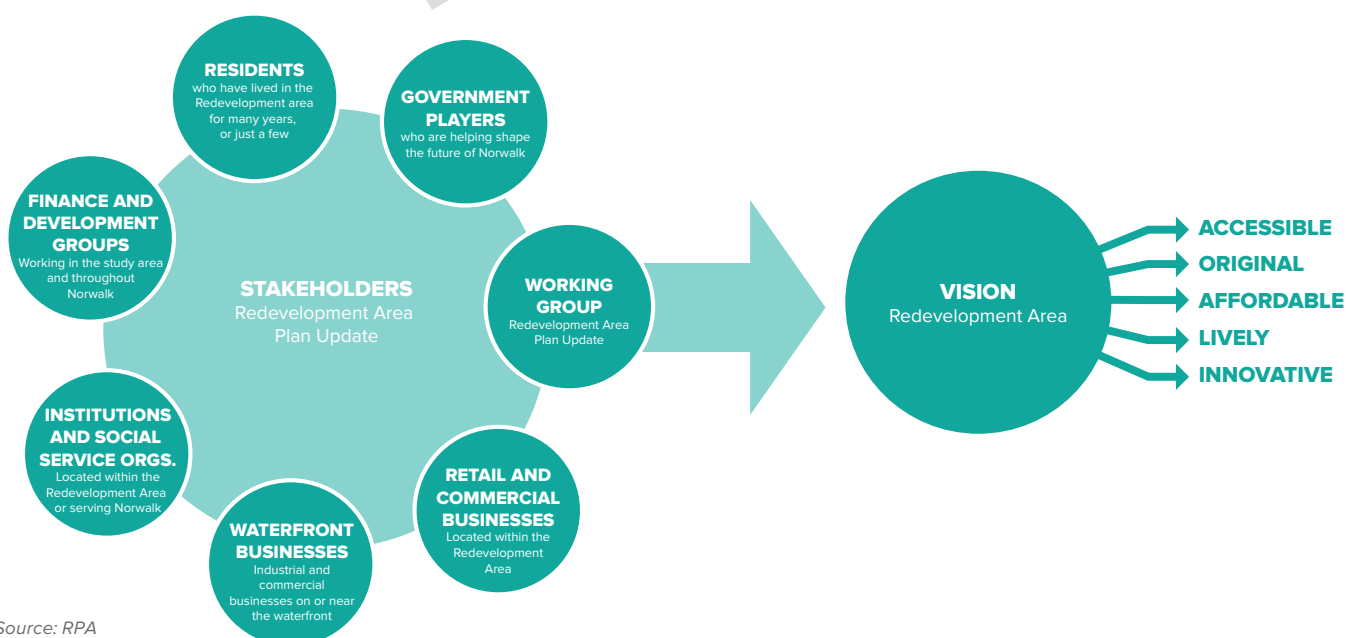 RESIDENTS
who have lived in the
Redevelopment area
for many years,
or just a few
GOVERNMENT
PLAYERS
who are helping shape
the future of Norwalk
FINANCE AND
DEVELOPMENT
GROUPS
Working in the study area
and throughout
Norwalk
STAKEHOLDERS
Redevelopment Area
Plan Update
WORKING
GROUP
Redevelopment Area
Plan Update
INSTITUTIONS
AND SOCIAL
SERVICE ORGS.
Located within the
Redevelopment Area
or serving Norwalk
WATERFRONT
BUSINESSES
Industrial and
commercial
businesses on or near
the waterfront
RETAIL AND
COMMERCIAL
BUSINESSES
Located within the
Redevelopment
Area
VISION
Redevelopment Area
ACCESSIBLE
ORIGINAL
AFFORDABLE
LIVELY
INNOVATIVE
Source: RPA